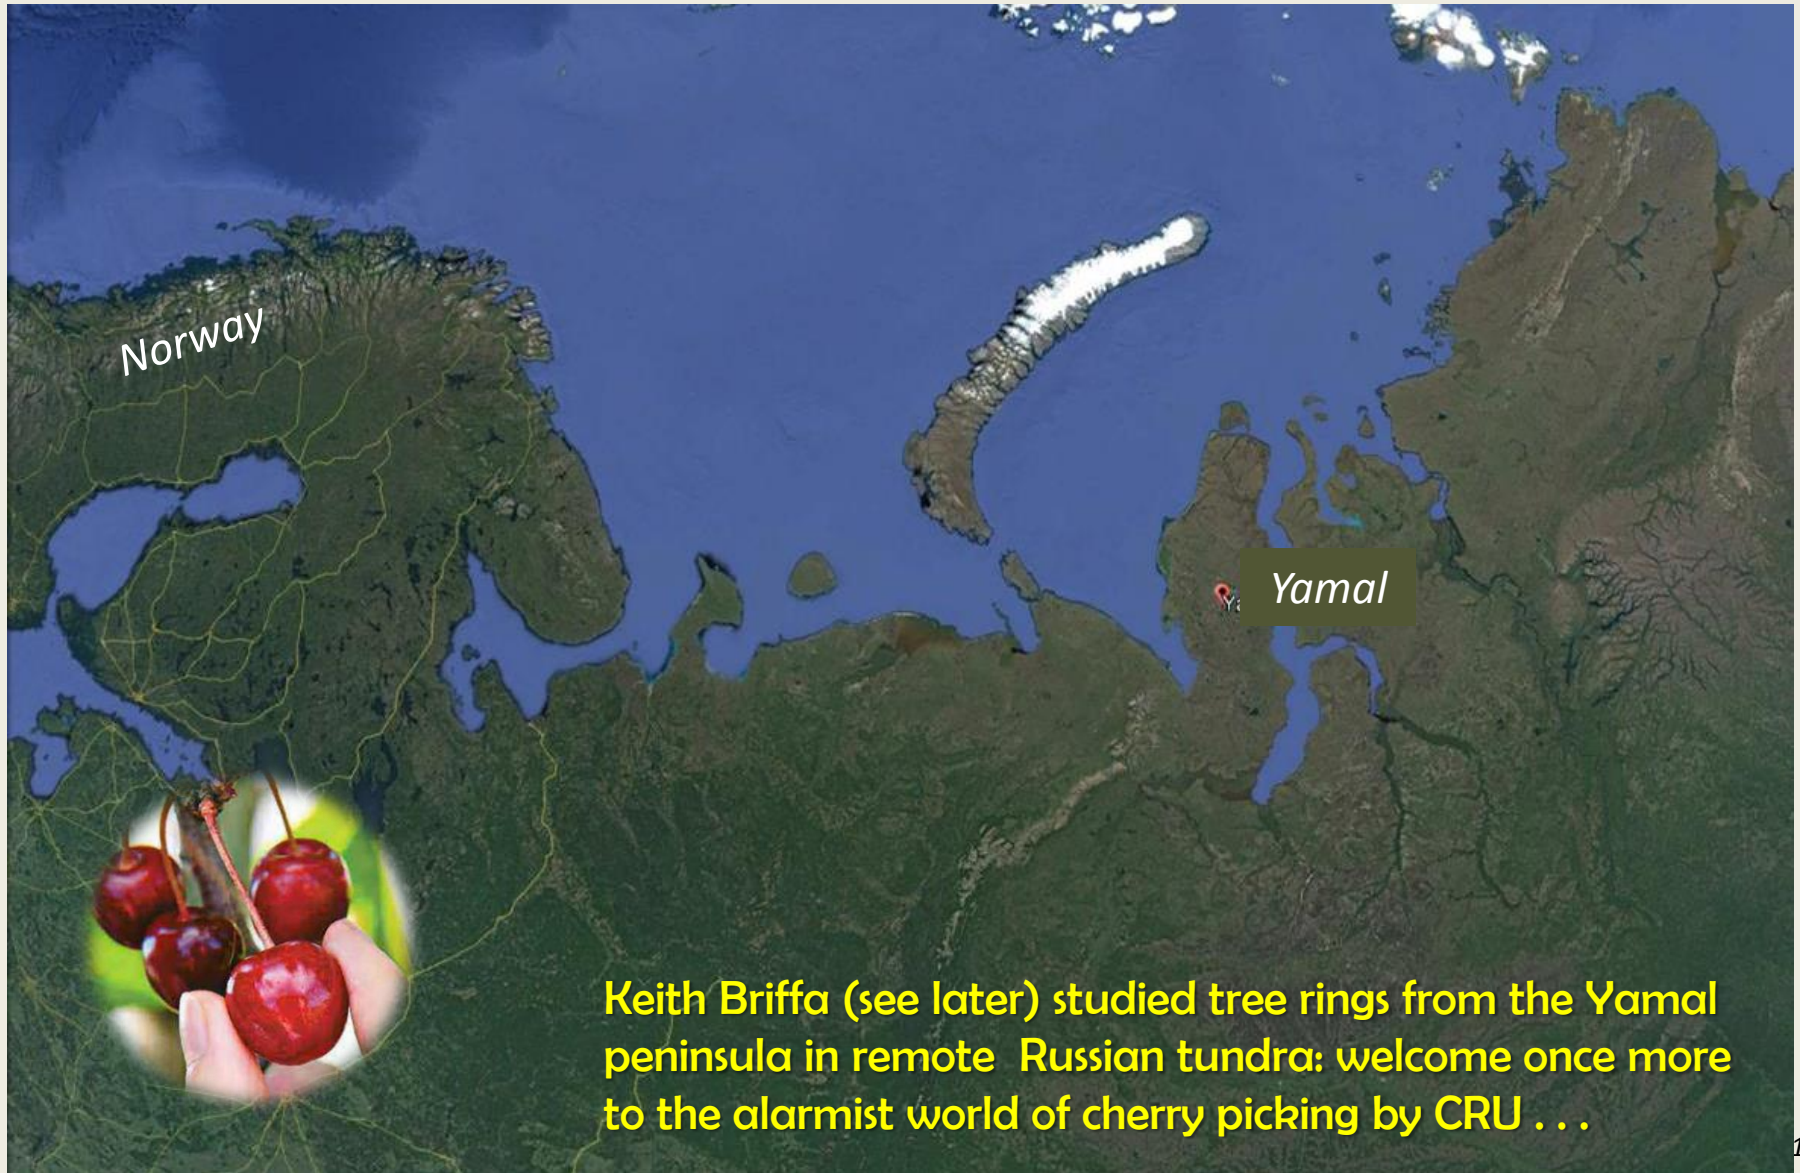 Norway
Yamal
Keith Briffa (see later) studied tree rings from the Yamal
peninsula in remote Russian tundra: welcome once more
to the alarmist world of cherry picking by CRU . . .